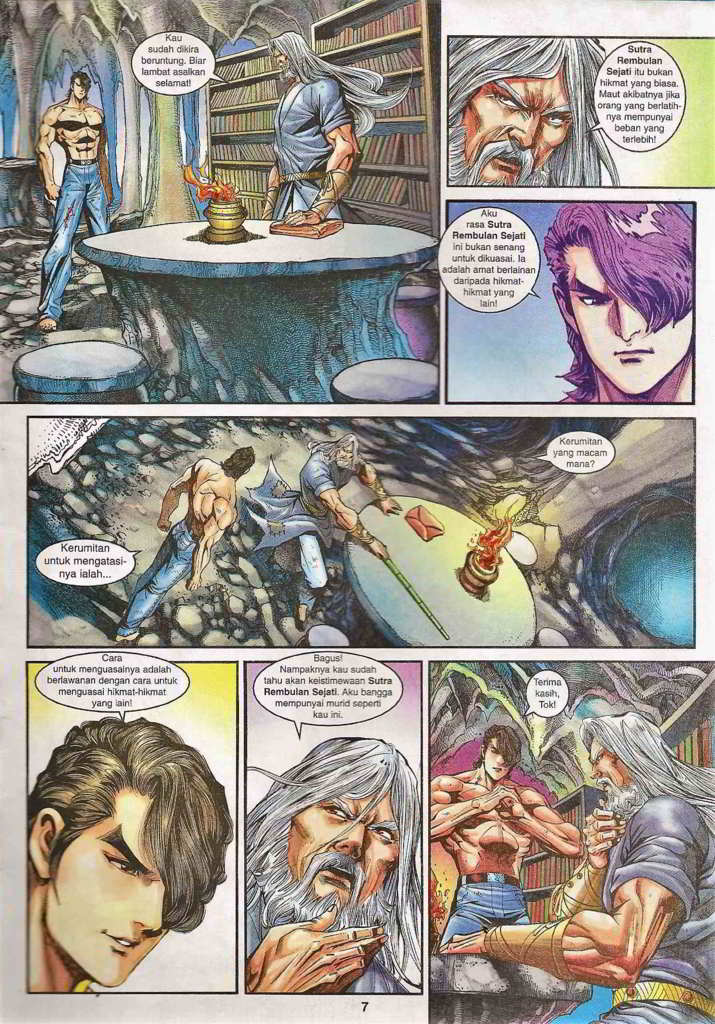 Kau
sudah dikira
beruntung. Biar
lambat asalkan
selamat!
Sutra
Rembulan
Sejati itu bukan
hikmat yang biasa.
Maut akibatnya jika
orang yang berlatih-
nya mempunyai
beban yang
terlebih!
Aku
rasa Sutra
Rembulan Sejati
ini bukan senang
untuk dikuasai. Ia
adalah amat berlainan
daripada hikmat-
hikmat yang
lain!
Kerumitan
yang macam
mana?
Kerumitan
untuk mengatasi-
nya ialah...
Cara
untuk menguasainya adalah
berlawanan dengan cara untuk
menguasai hikmat-hikmat
yang lain!
Bagus!
Nampaknya kau sudah
tahu akan keistimewaan Sutra
Rembulan Sejati. Aku bangga
mempunyai murid seperti
kau ini.
Terima
kasih,
Tok!
7